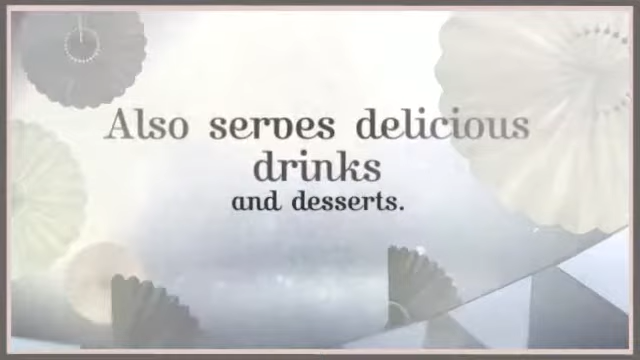 Also serves delicious
drinks
and desserts.